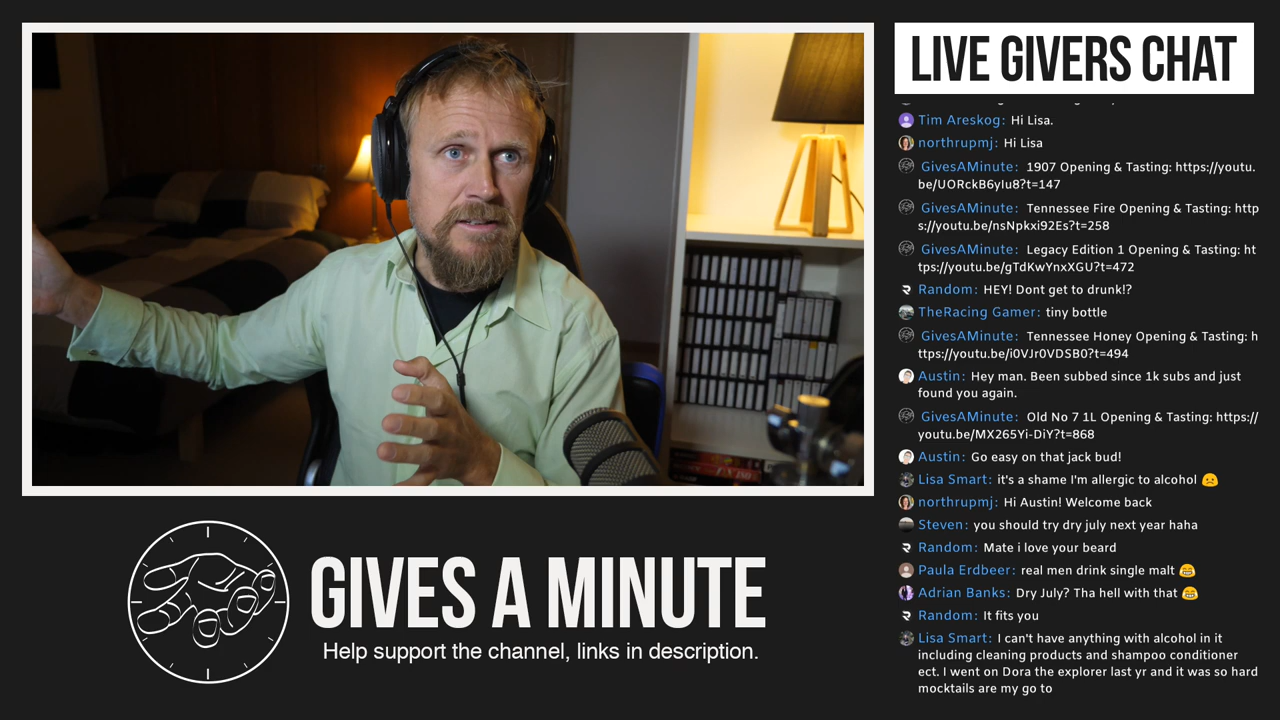 LIVE GIVERS CHAT
Tim Areskog: Hi Lisa.
northrupmj: Hi Lisa
GivesAMinute: 1907 Opening & Tasting: https://youtu.
be/UORckB6yIu8?t=147
GivesAMinute: Tennessee Fire Opening & Tasting: http
s://youtu.be/nsNpkxi92Es?t=258
GivesAMinute: Legacy Edition 1 Opening & Tasting: ht
tps://youtu.be/gTdKwYnxXGU?t=472
Random: HEY! Dont get to drunk!?
TheRacing Gamer: tiny bottle
GivesAMinute: Tennessee Honey Opening & Tasting: h
ttps://youtu.be/i0VJr0VDSB0?t=494
Austin: Hey man. Been subbed since 1k subs and just
found you again.
GivesAMinute: Old No 7 1L Opening & Tasting: https://
youtu.be/MX265Yi-DiY?t=868
Austin: Go easy on that jack bud!
Lisa Smart: it's a shame I'm allergic to alcohol 🙁
northrupmj: Hi Austin! Welcome back
Steven: you should try dry july next year haha
Random: Mate i love your beard
Paula Erdbeer: real men drink single malt 😂
Adrian Banks: Dry July? Tha hell with that 😂
Random: It fits you
Lisa Smart: I can't have anything with alcohol in it
including cleaning products and shampoo conditioner
ect. I went on Dora the explorer last yr and it was so hard
mocktails are my go to
GIVES A MINUTE
Help support the channel, links in description.